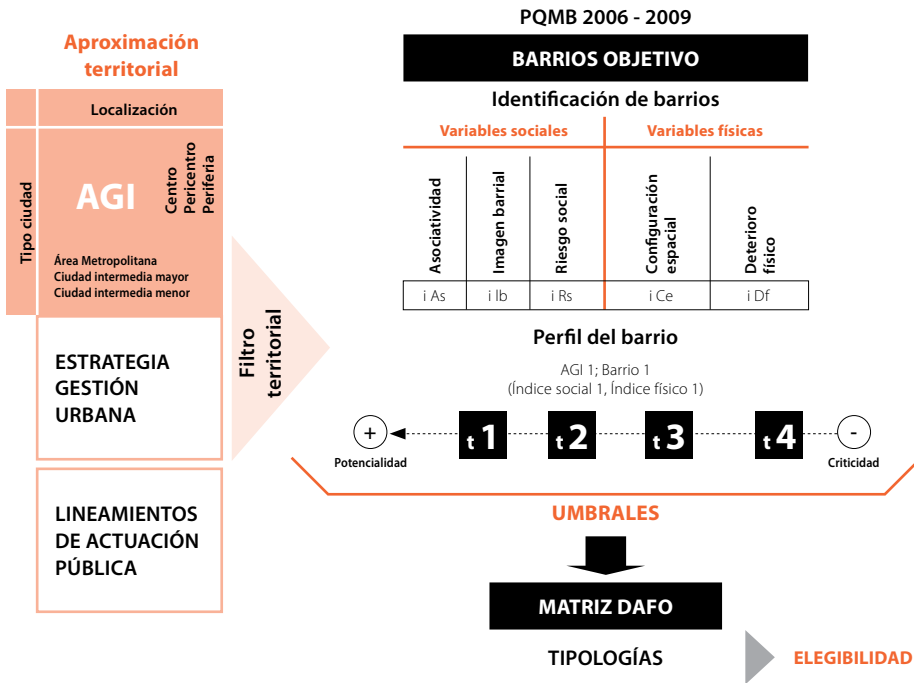 Aproximación
territorial
Localización
Tipo ciudad
AGI
Centro
Pericentro
Periferia
Área Metropolitana
Ciudad intermedia mayor
Ciudad intermedia menor
ESTRATEGIA
GESTIÓN
URBANA
LINEAMIENTOS
DE ACTUACIÓN
PÚBLICA
Filtro
territorial
PQMB 2006 - 2009
BARRIOS OBJETIVO
Identificación de barrios
Variables sociales
Variables físicas
Asociatividad
Imagen barrial
Riesgo social
Configuración
espacial
Deterioro
físico
i As
i Ib
i Rs
i Ce
i Df
Perfil del barrio
AGI 1; Barrio 1
(Índice social 1, Índice físico 1)
+
t 1
t 2
t 3
t 4
-
Potencialidad
Criticidad
UMBRALES
MATRIZ DAFO
TIPOLOGÍAS
ELEGIBILIDAD